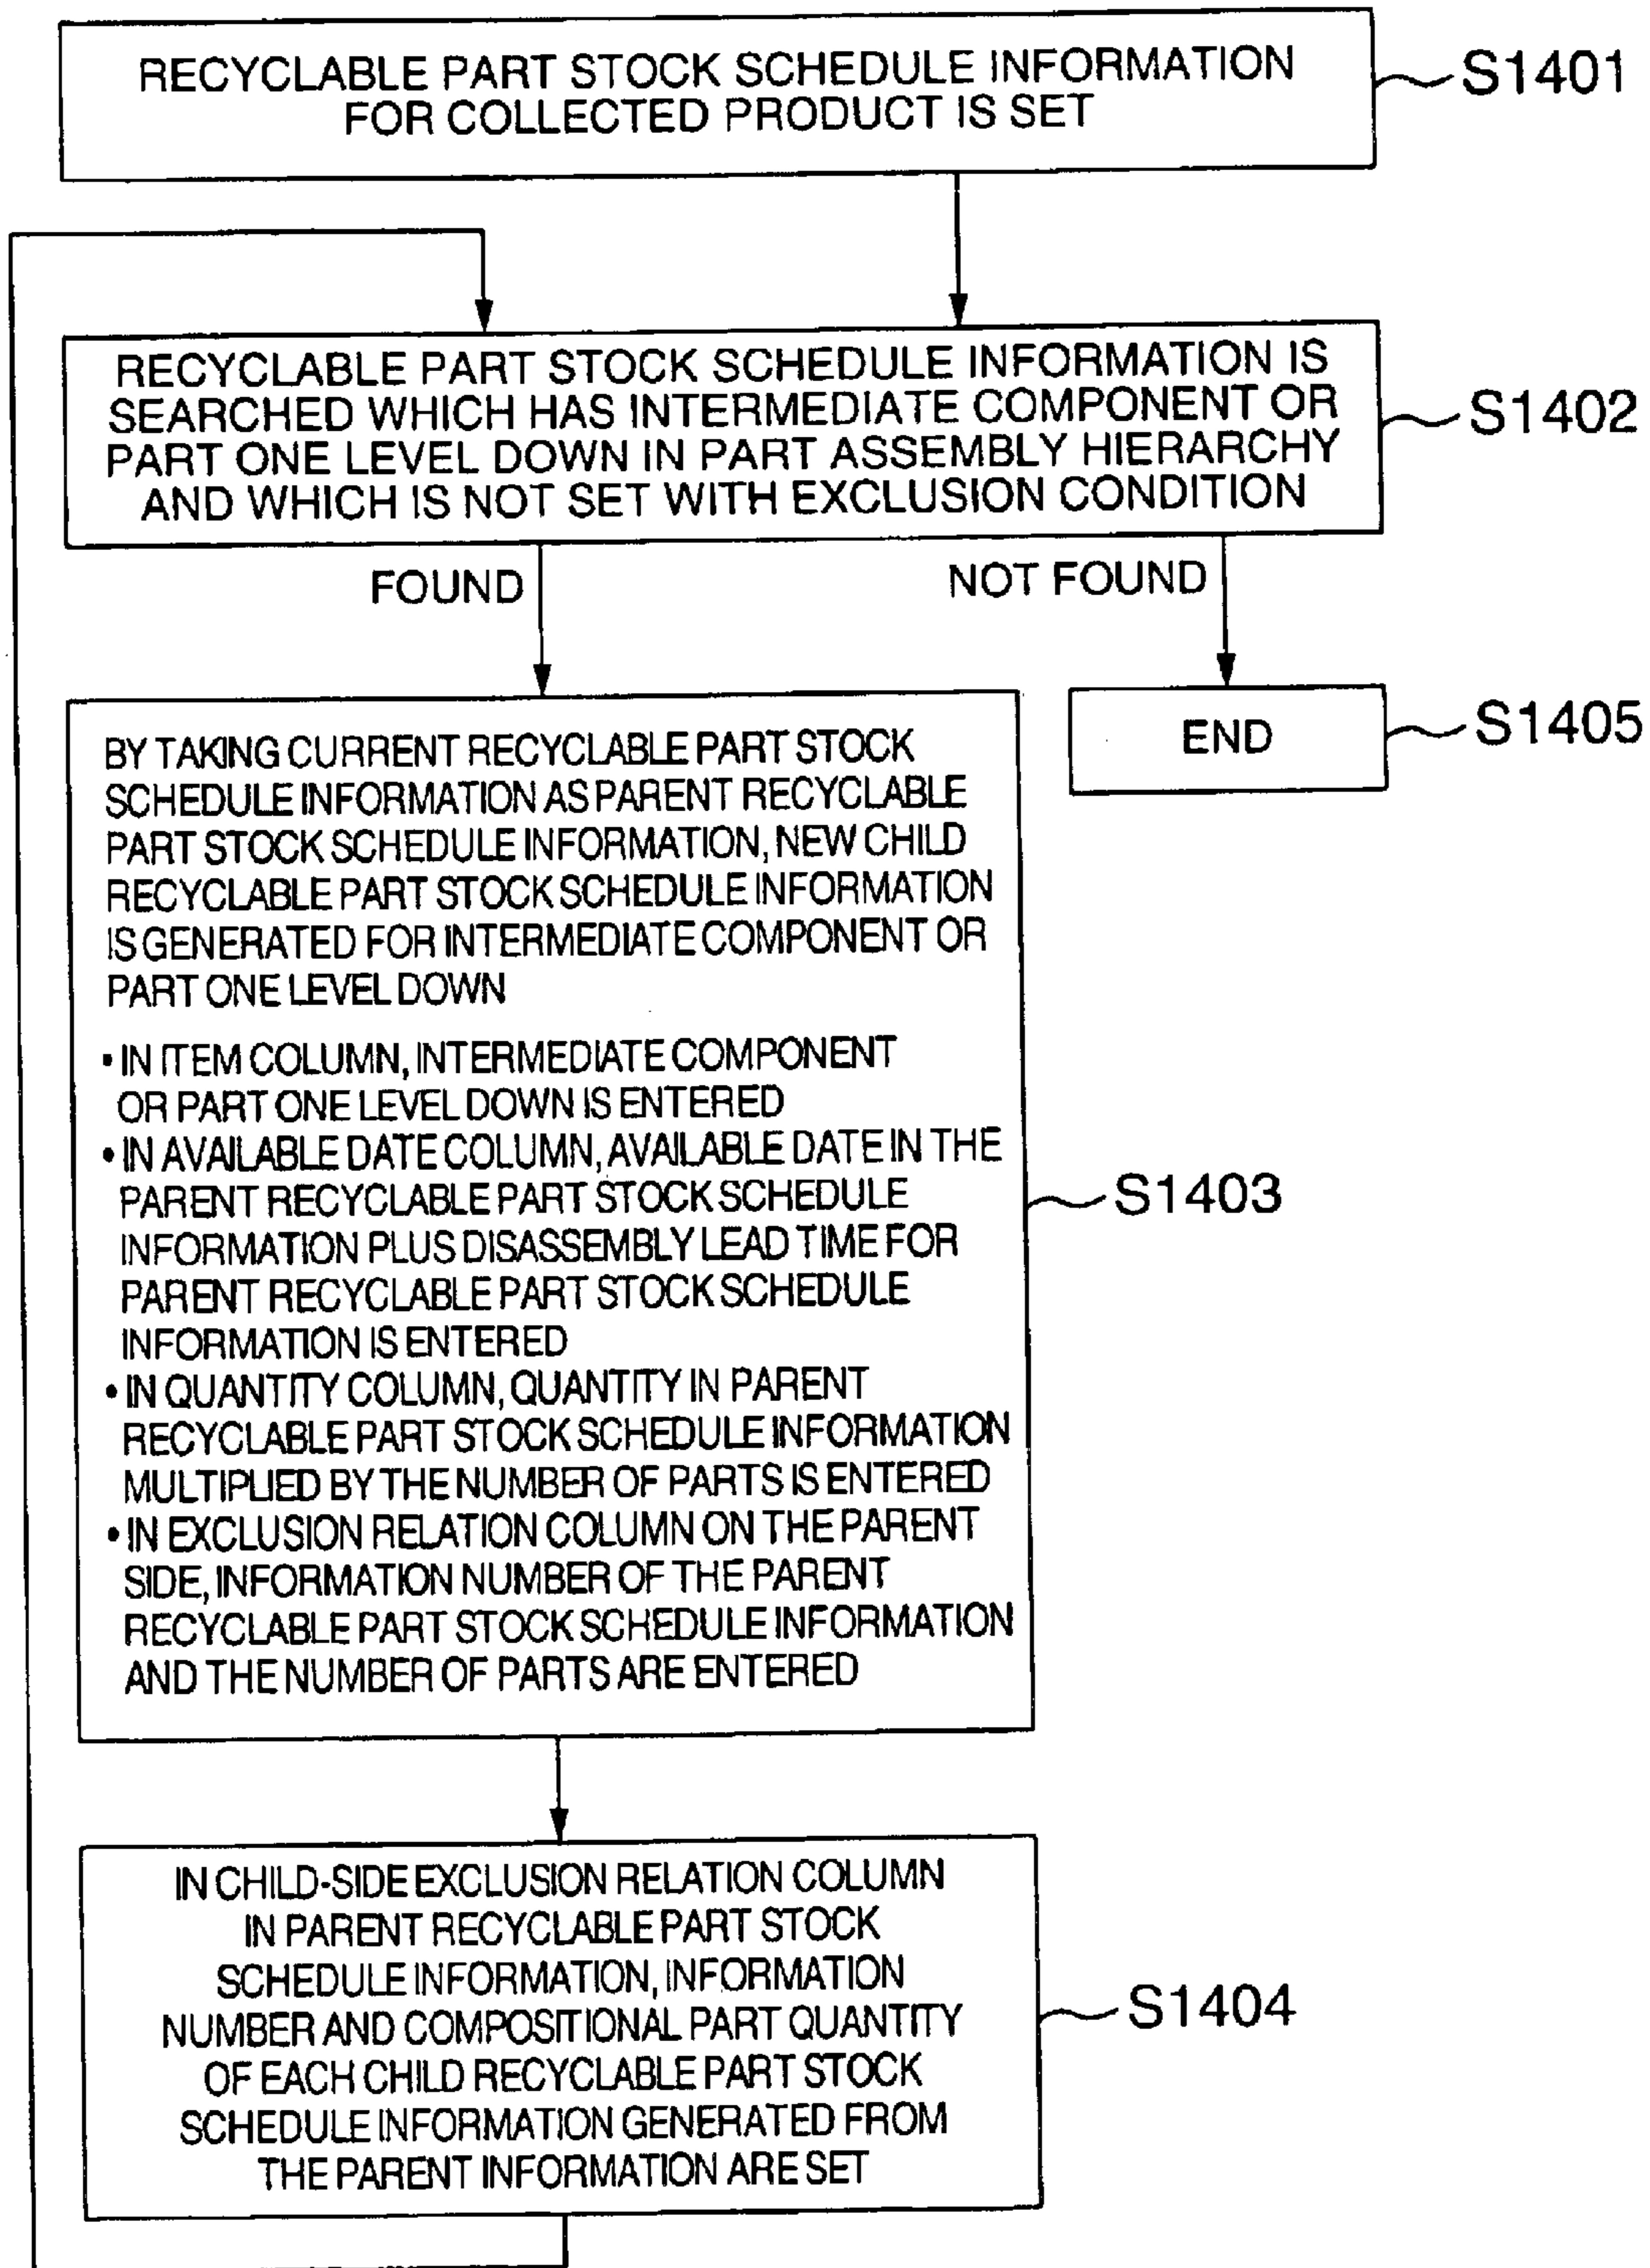 RECYCLABLE PART STOCK SCHEDULE INFORMATION
FOR COLLECTED PRODUCT IS SET
S1401
RECYCLABLE PART STOCK SCHEDULE INFORMATION IS
SEARCHED WHICH HAS INTERMEDIATE COMPONENT OR
PART ONE LEVEL DOWN IN PART ASSEMBLY HIERARCHY
AND WHICH IS NOT SET WITH EXCLUSION CONDITION
S1402
FOUND
NOT FOUND
END
S1405
BY TAKING CURRENT RECYCLABLE PART STOCK
SCHEDULE INFORMATION AS PARENT RECYCLABLE
PART STOCK SCHEDULE INFORMATION, NEW CHILD
RECYCLABLE PART STOCK SCHEDULE INFORMATION
IS GENERATED FOR INTERMEDIATE COMPONENT OR
PART ONE LEVEL DOWN
• IN ITEM COLUMN, INTERMEDIATE COMPONENT
OR PART ONE LEVEL DOWN IS ENTERED
• IN AVAILABLE DATE COLUMN, AVAILABLE DATE IN THE
PARENT RECYCLABLE PART STOCK SCHEDULE
INFORMATION PLUS DISASSEMBLY LEAD TIME FOR
PARENT RECYCLABLE PART STOCK SCHEDULE
INFORMATION IS ENTERED
• IN QUANTITY COLUMN, QUANTITY IN PARENT
RECYCLABLE PART STOCK SCHEDULE INFORMATION
MULTIPLIED BY THE NUMBER OF PARTS IS ENTERED
• IN EXCLUSION RELATION COLUMN ON THE PARENT
SIDE, INFORMATION NUMBER OF THE PARENT
RECYCLABLE PART STOCK SCHEDULE INFORMATION
AND THE NUMBER OF PARTS ARE ENTERED
S1403
IN CHILD-SIDE EXCLUSION RELATION COLUMN
IN PARENT RECYCLABLE PART STOCK
SCHEDULE INFORMATION, INFORMATION
NUMBER AND COMPOSITIONAL PART QUANTITY
OF EACH CHILD RECYCLABLE PART STOCK
SCHEDULE INFORMATION GENERATED FROM
THE PARENT INFORMATION ARE SET
S1404